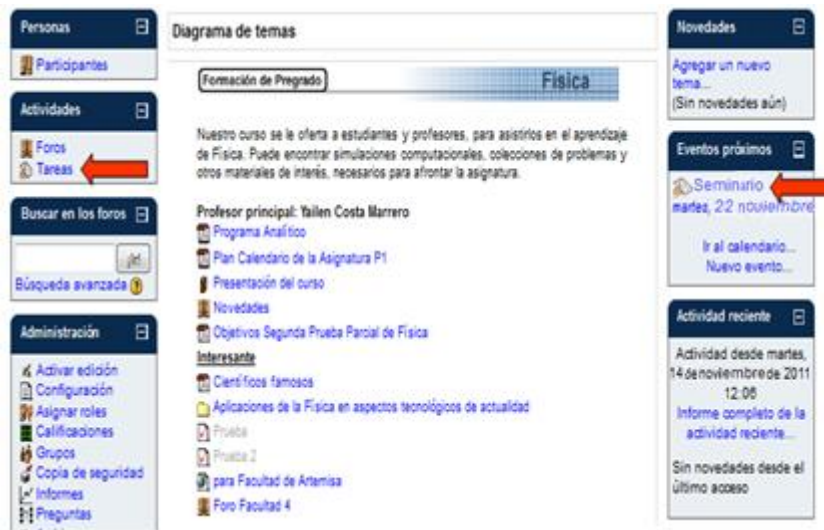 Personas
Participantes
Actividades
Foros
Tareas
Buscar en los foros
Búsqueda avanzada
Administración
Activar edición
Configuración
Asignar roles
Calificaciones
Grupos
Copia de seguridad
Informes
Preguntas
Diagrama de temas
Formación de Pregrado
Física
Nuestro curso se le oferta a estudiantes y profesores, para asistirlos en el aprendizaje
de Física. Puede encontrar simulaciones computacionales, colecciones de problemas y
otros materiales de interés, necesarios para afrontar la asignatura.
Profesor principal: Yailen Costa Marrero
Programa Analítico
Plan Calendario de la Asignatura P1
Presentación del curso
Novedades
Objetivos Segunda Prueba Parcial de Física
Interesante
Científicos famosos
Aplicaciones de la Física en aspectos tecnológicos de actualidad
Prueba
Prueba 2
para Facultad de Artemisa
Foro Facultad 4
Novedades
Agregar un nuevo
tema...
(Sin novedades aún)
Eventos próximos
Seminario
martes, 22 noviembre
Ir al calendario...
Nuevo evento...
Actividad reciente
Actividad desde martes,
14 de noviembre de 2011
12:06
Informe completo de la
actividad reciente...
Sin novedades desde el
último acceso